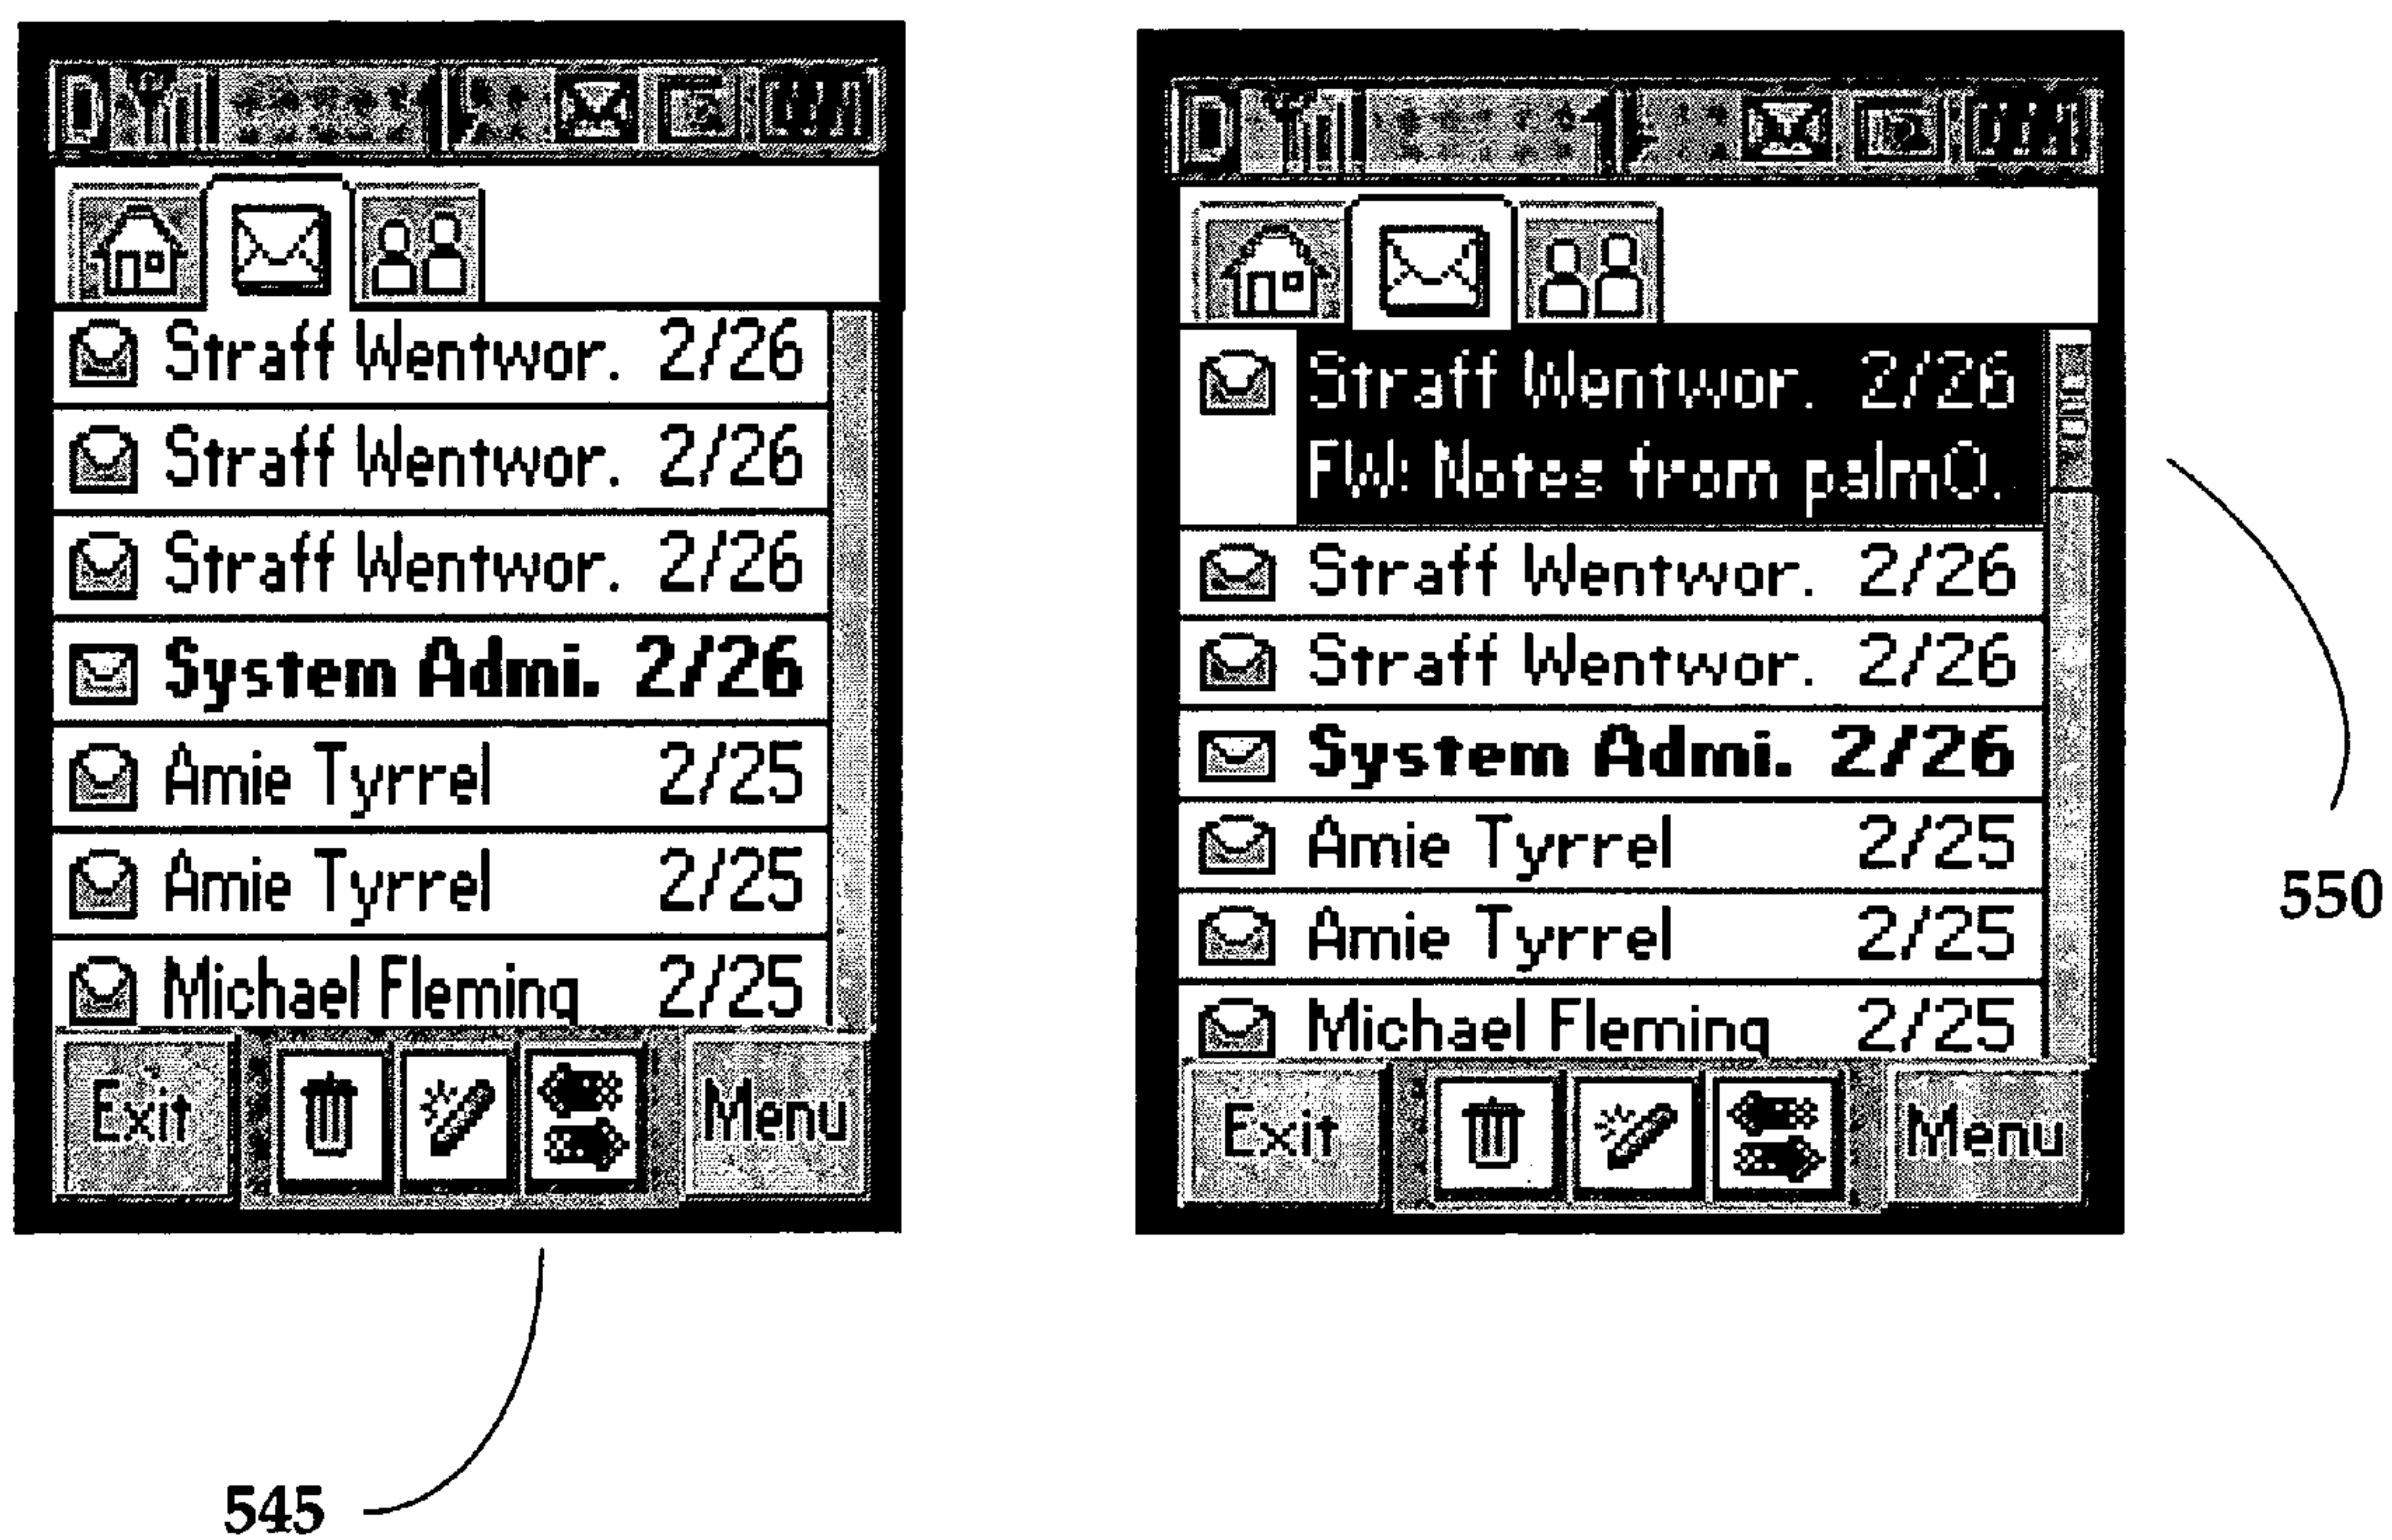 Straff Wentwor. 2/26
Straff Wentwor. 2/26
Straff Wentwor. 2/26
System Admi. 2/26
Amie Tyrrel 2/25
Amie Tyrrel 2/25
Michael Fleming 2/25
Exit Menu
545
Straff Wentwor. 2/26
FW: Notes from palmO.
Straff Wentwor. 2/26
Straff Wentwor. 2/26
System Admi. 2/26
Amie Tyrrel 2/25
Amie Tyrrel 2/25
Michael Fleming 2/25
Exit Menu
550